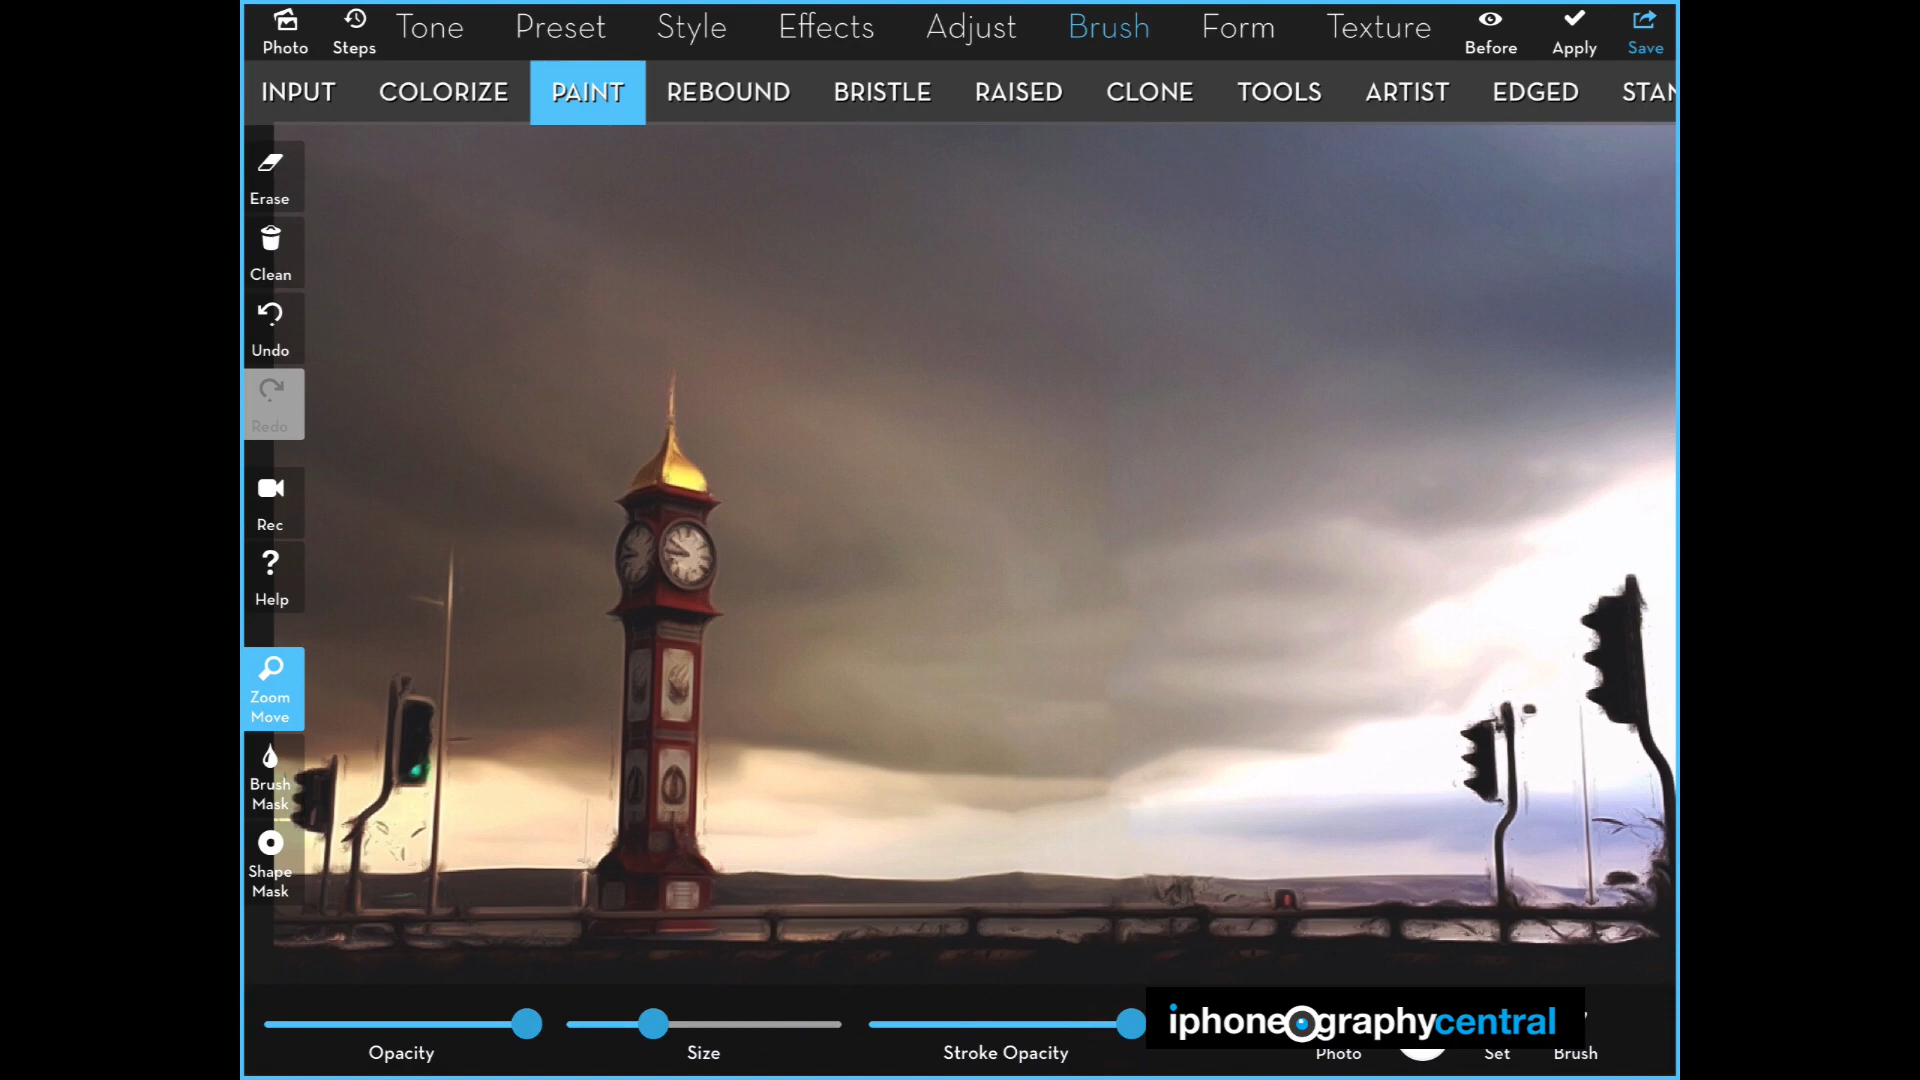 Photo
Steps
Tone
Preset
Style
Effects
Adjust
Brush
Form
Texture
Before
Apply
Save
INPUT
COLORIZE
PAINT
REBOUND
BRISTLE
RAISED
CLONE
TOOLS
ARTIST
EDGED
STAN
Erase
Clean
Undo
Redo
Rec
Help
Zoom
Move
Brush
Mask
Shape
Mask
Opacity
Size
Stroke Opacity
iphoneographycentral
Photo
Set
Brush